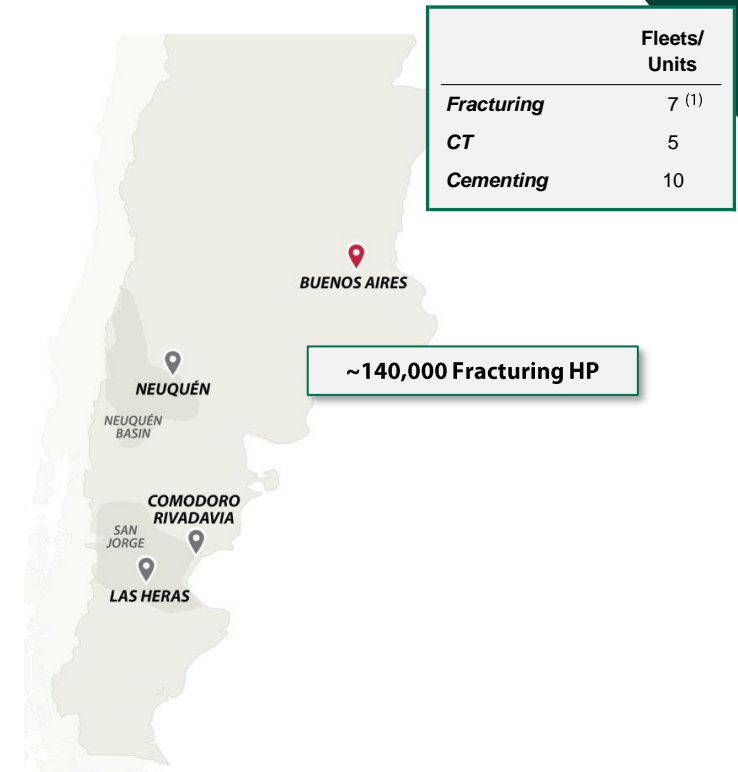 Fleets/
Units
Fracturing 7 (1)
CT 5
Cementing 10
BUENOS AIRES
~140,000 Fracturing HP
NEUQUÉN
NEUQUÉN
BASIN
COMODORO
RIVADAVIA
SAN
JORGE
LAS HERAS